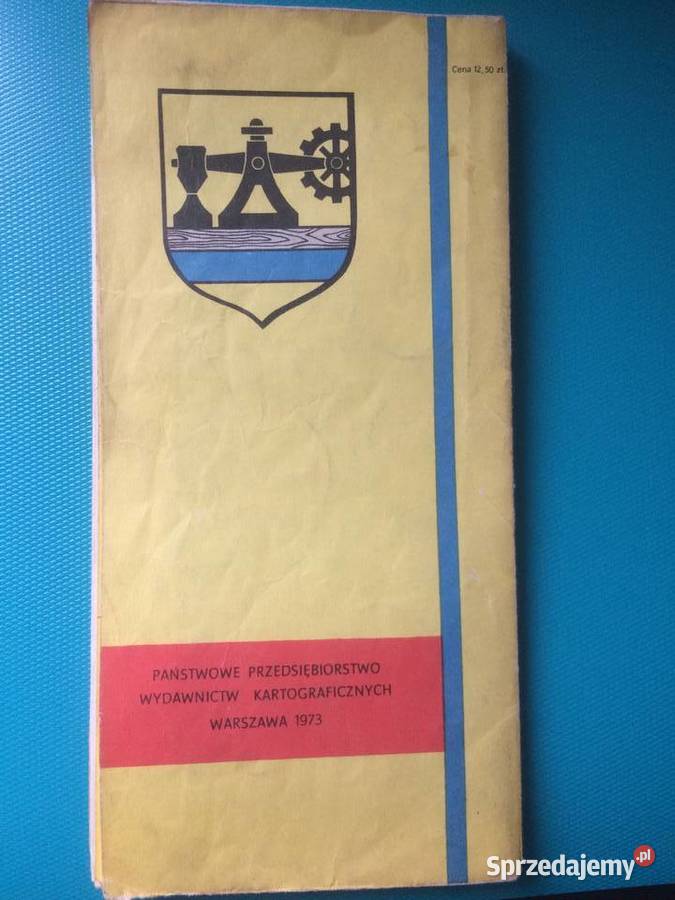 Cena 12,50 zł
PAŃSTWOWE PRZEDSIĘBIORSTWO
WYDAWNICTW KARTOGRAFICZNYCH
WARSZAWA 1973
Sprzedajemy.pl